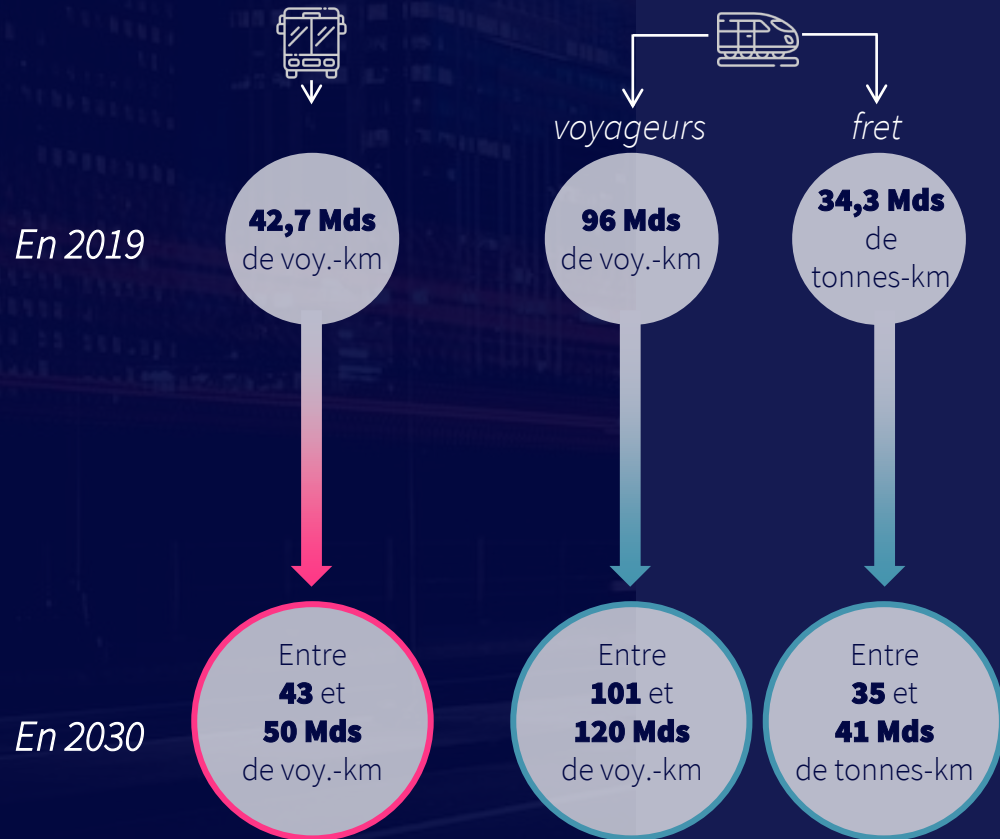 voyageurs
fret
En 2019
42,7 Mds
de voy.-km
96 Mds
de voy.-km
34,3 Mds
de
tonnes-km
En 2030
Entre
43 et
50 Mds
de voy.-km
Entre
101 et
120 Mds
de voy.-km
Entre
35 et
41 Mds
de tonnes-km